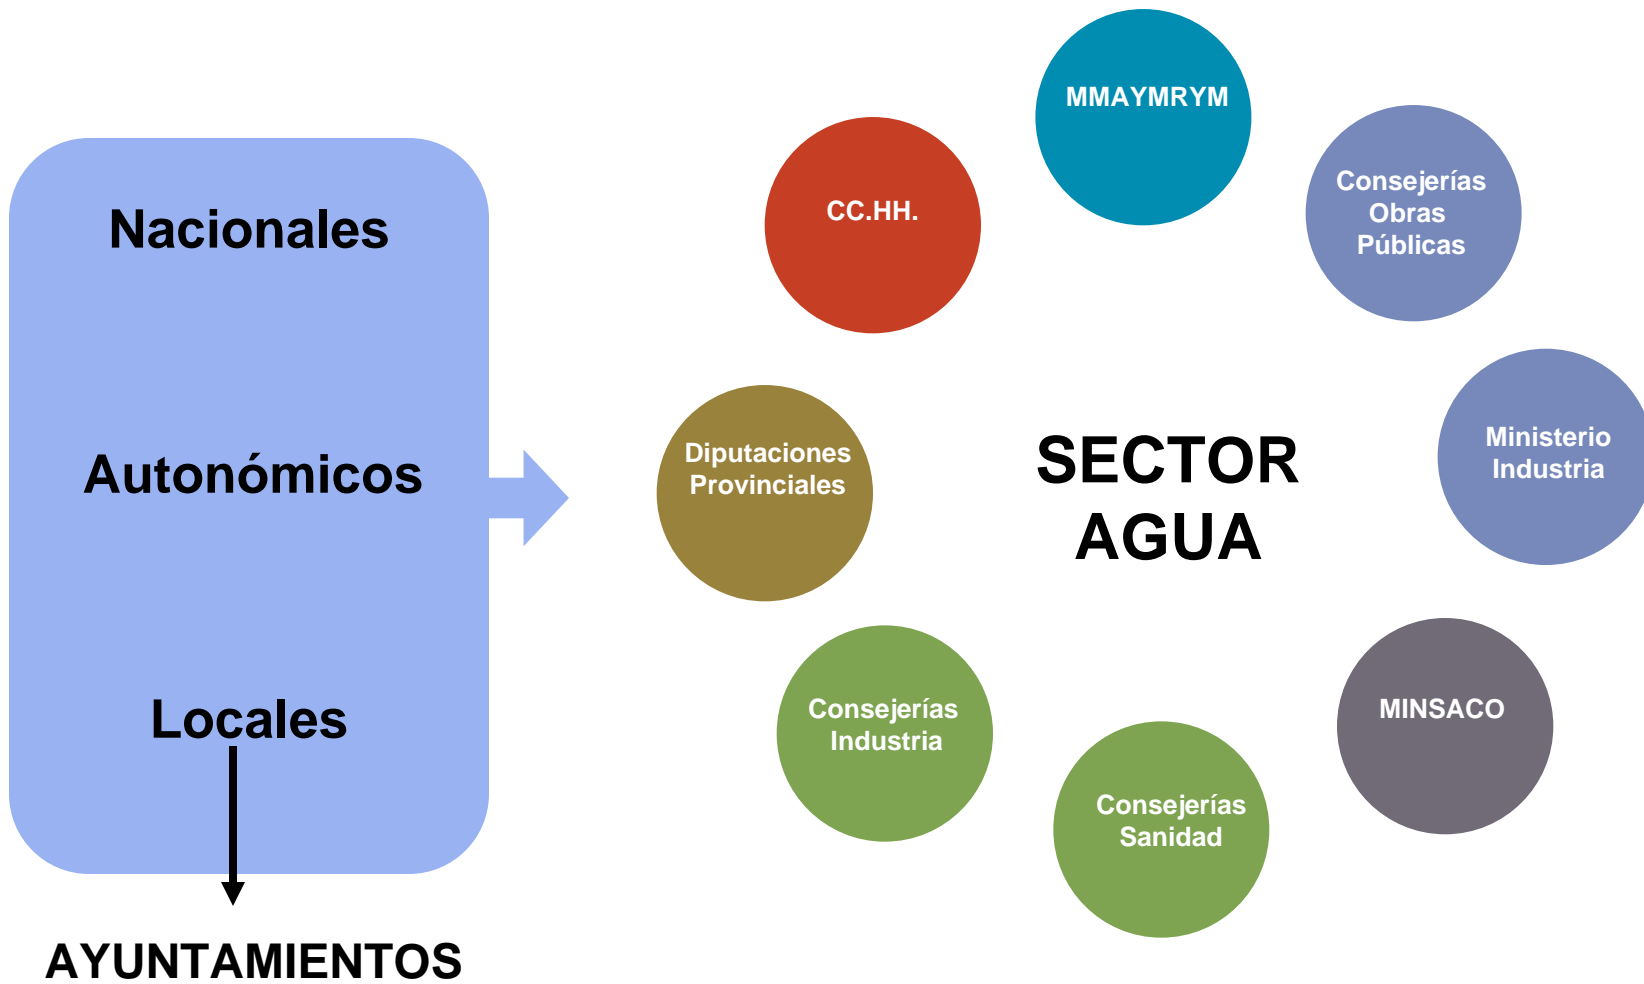 Nacionales
Autonómicos
Locales
AYUNTAMIENTOS
MMAYMRYM
CC.HH.
Consejerías
Obras
Públicas
Diputaciones
Provinciales
SECTOR
AGUA
Ministerio
Industria
Consejerías
Industria
MINSACO
Consejerías
Sanidad